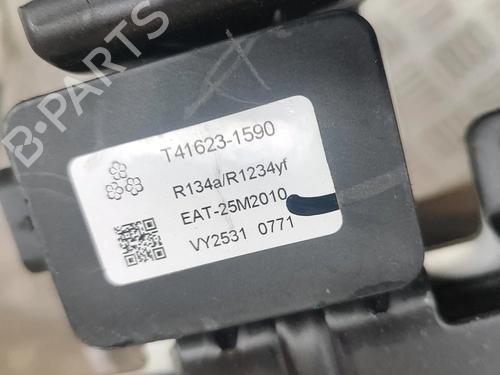 B-PARTS
T41623-1590
R134a/R1234yf
EAT-25M2010
VY2531 0771